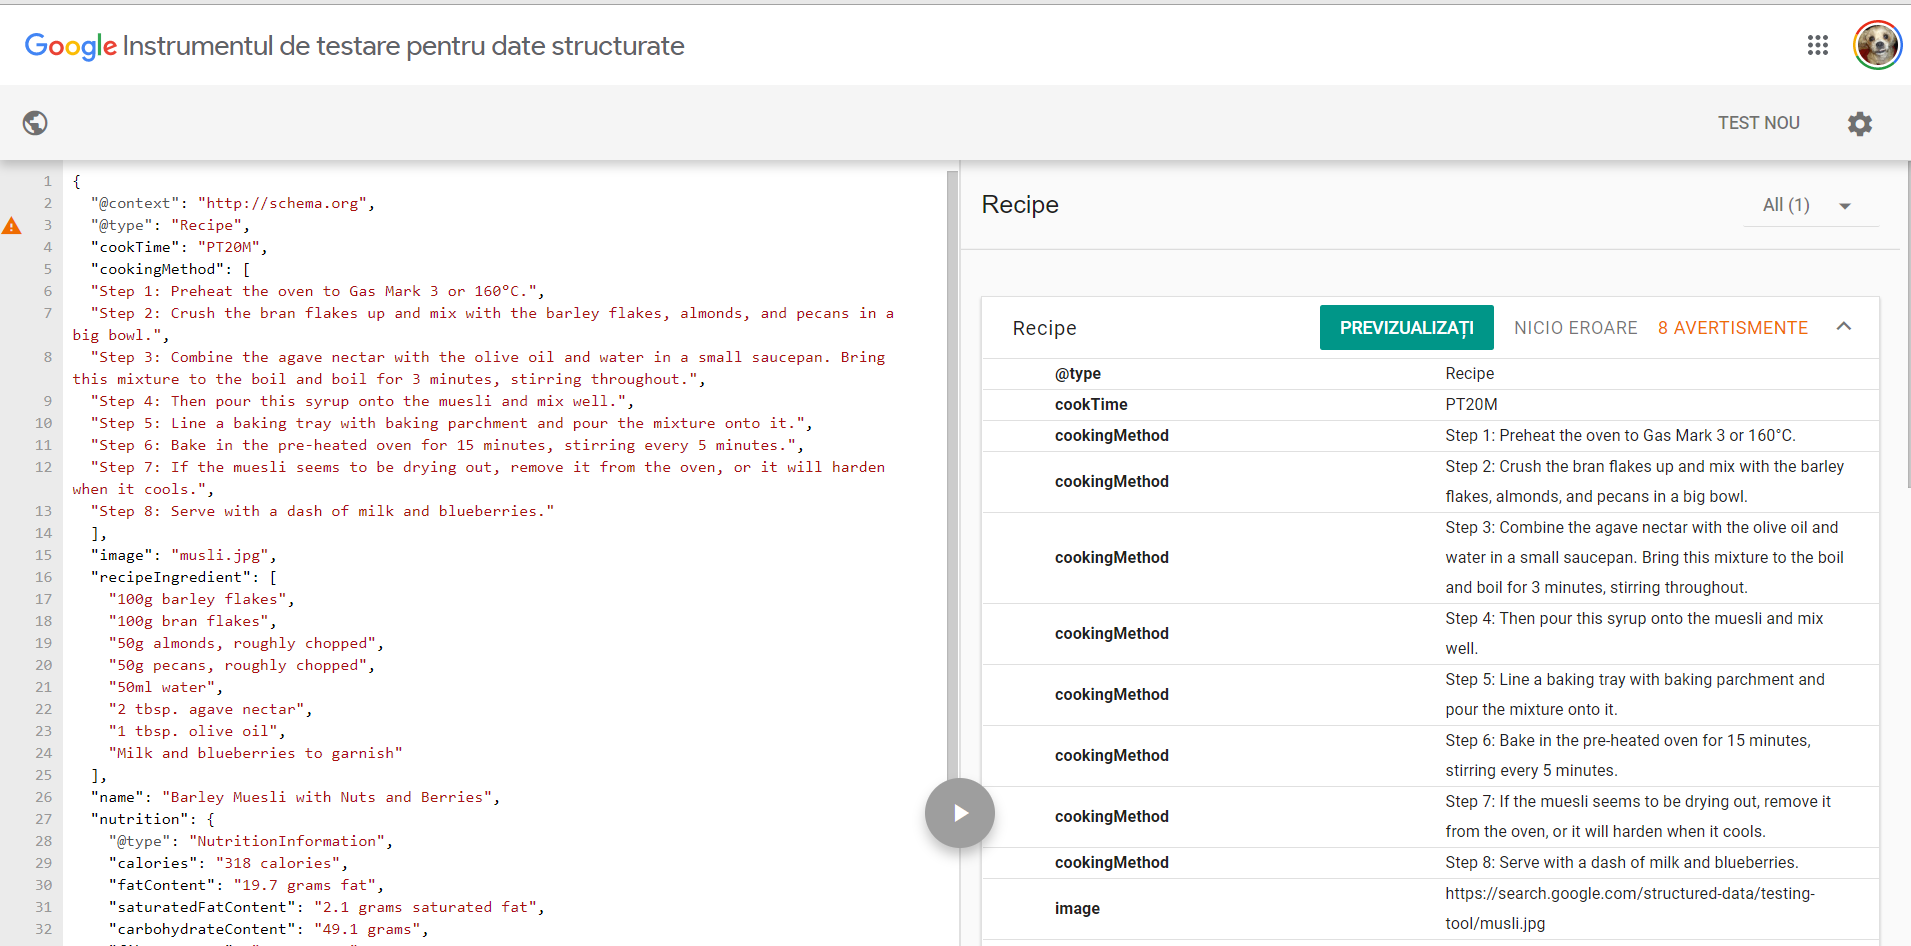 Google Instrumentul de testare pentru date structurate
TEST NOU
1 {
2 "@context": "http://schema.org",
3 "@type": "Recipe",
4 "cookTime": "PT20M",
5 "cookingMethod": [
6 "Step 1: Preheat the oven to Gas Mark 3 or 160°C.",
7 "Step 2: Crush the bran flakes up and mix with the barley flakes, almonds, and pecans in a
big bowl.",
8 "Step 3: Combine the agave nectar with the olive oil and water in a small saucepan. Bring
this mixture to the boil and boil for 3 minutes, stirring throughout.",
9 "Step 4: Then pour this syrup onto the muesli and mix well.",
10 "Step 5: Line a baking tray with baking parchment and pour the mixture onto it.",
11 "Step 6: Bake in the pre-heated oven for 15 minutes, stirring every 5 minutes.",
12 "Step 7: If the muesli seems to be drying out, remove it from the oven, or it will harden
when it cools.",
13 "Step 8: Serve with a dash of milk and blueberries."
14 ],
15 "image": "musli.jpg",
16 "recipeIngredient": [
17 "100g barley flakes",
18 "100g bran flakes",
19 "50g almonds, roughly chopped",
20 "50g pecans, roughly chopped",
21 "50ml water",
22 "2 tbsp. agave nectar",
23 "1 tbsp. olive oil",
24 "Milk and blueberries to garnish"
25 ],
26 "name": "Barley Muesli with Nuts and Berries",
27 "nutrition": {
28 "@type": "NutritionInformation",
29 "calories": "318 calories",
30 "fatContent": "19.7 grams fat",
31 "saturatedFatContent": "2.1 grams saturated fat",
32 "carbohydrateContent": "49.1 grams",
Recipe
All (1)
Recipe
PREVIZUALIZAȚI
NICIO EROARE
8 AVERTISMENTE
@type Recipe
cookTime PT20M
cookingMethod Step 1: Preheat the oven to Gas Mark 3 or 160°C.
cookingMethod Step 2: Crush the bran flakes up and mix with the barley
flakes, almonds, and pecans in a big bowl.
cookingMethod Step 3: Combine the agave nectar with the olive oil and
water in a small saucepan. Bring this mixture to the boil
and boil for 3 minutes, stirring throughout.
cookingMethod Step 4: Then pour this syrup onto the muesli and mix
well.
cookingMethod Step 5: Line a baking tray with baking parchment and
pour the mixture onto it.
cookingMethod Step 6: Bake in the pre-heated oven for 15 minutes,
stirring every 5 minutes.
cookingMethod Step 7: If the muesli seems to be drying out, remove it
from the oven, or it will harden when it cools.
cookingMethod Step 8: Serve with a dash of milk and blueberries.
image https://search.google.com/structured-data/testing-
tool/musli.jpg